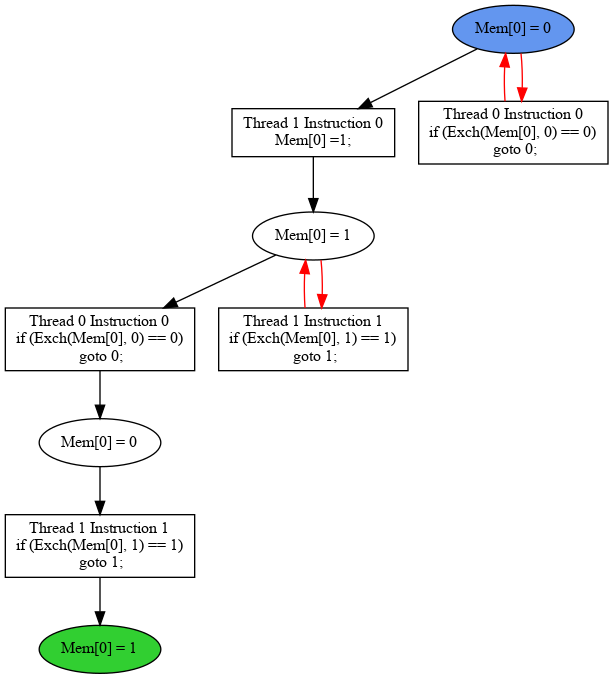 Mem[0] = 0
Thread 1 Instruction 0
Mem[0] =1;
Thread 0 Instruction 0
if (Exch(Mem[0], 0) == 0)
goto 0;
Mem[0] = 1
Thread 0 Instruction 0
if (Exch(Mem[0], 0) == 0)
goto 0;
Thread 1 Instruction 1
if (Exch(Mem[0], 1) == 1)
goto 1;
Mem[0] = 0
Thread 1 Instruction 1
if (Exch(Mem[0], 1) == 1)
goto 1;
Mem[0] = 1